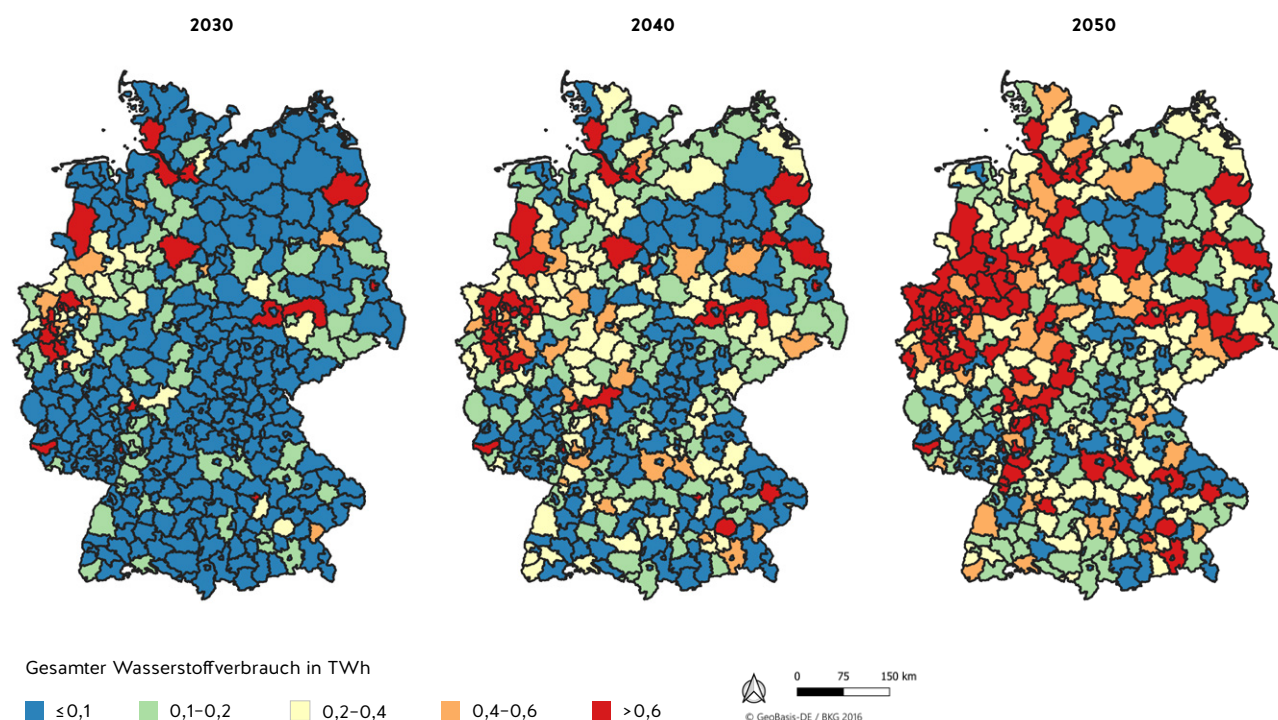 2030 2040 2050
Gesamter Wasserstoffverbrauch in TWh
0 75 150 km
≤0,1 0,1–0,2 0,2–0,4 0,4–0,6 >0,6
© GeoBasis-DE / BKG 2016